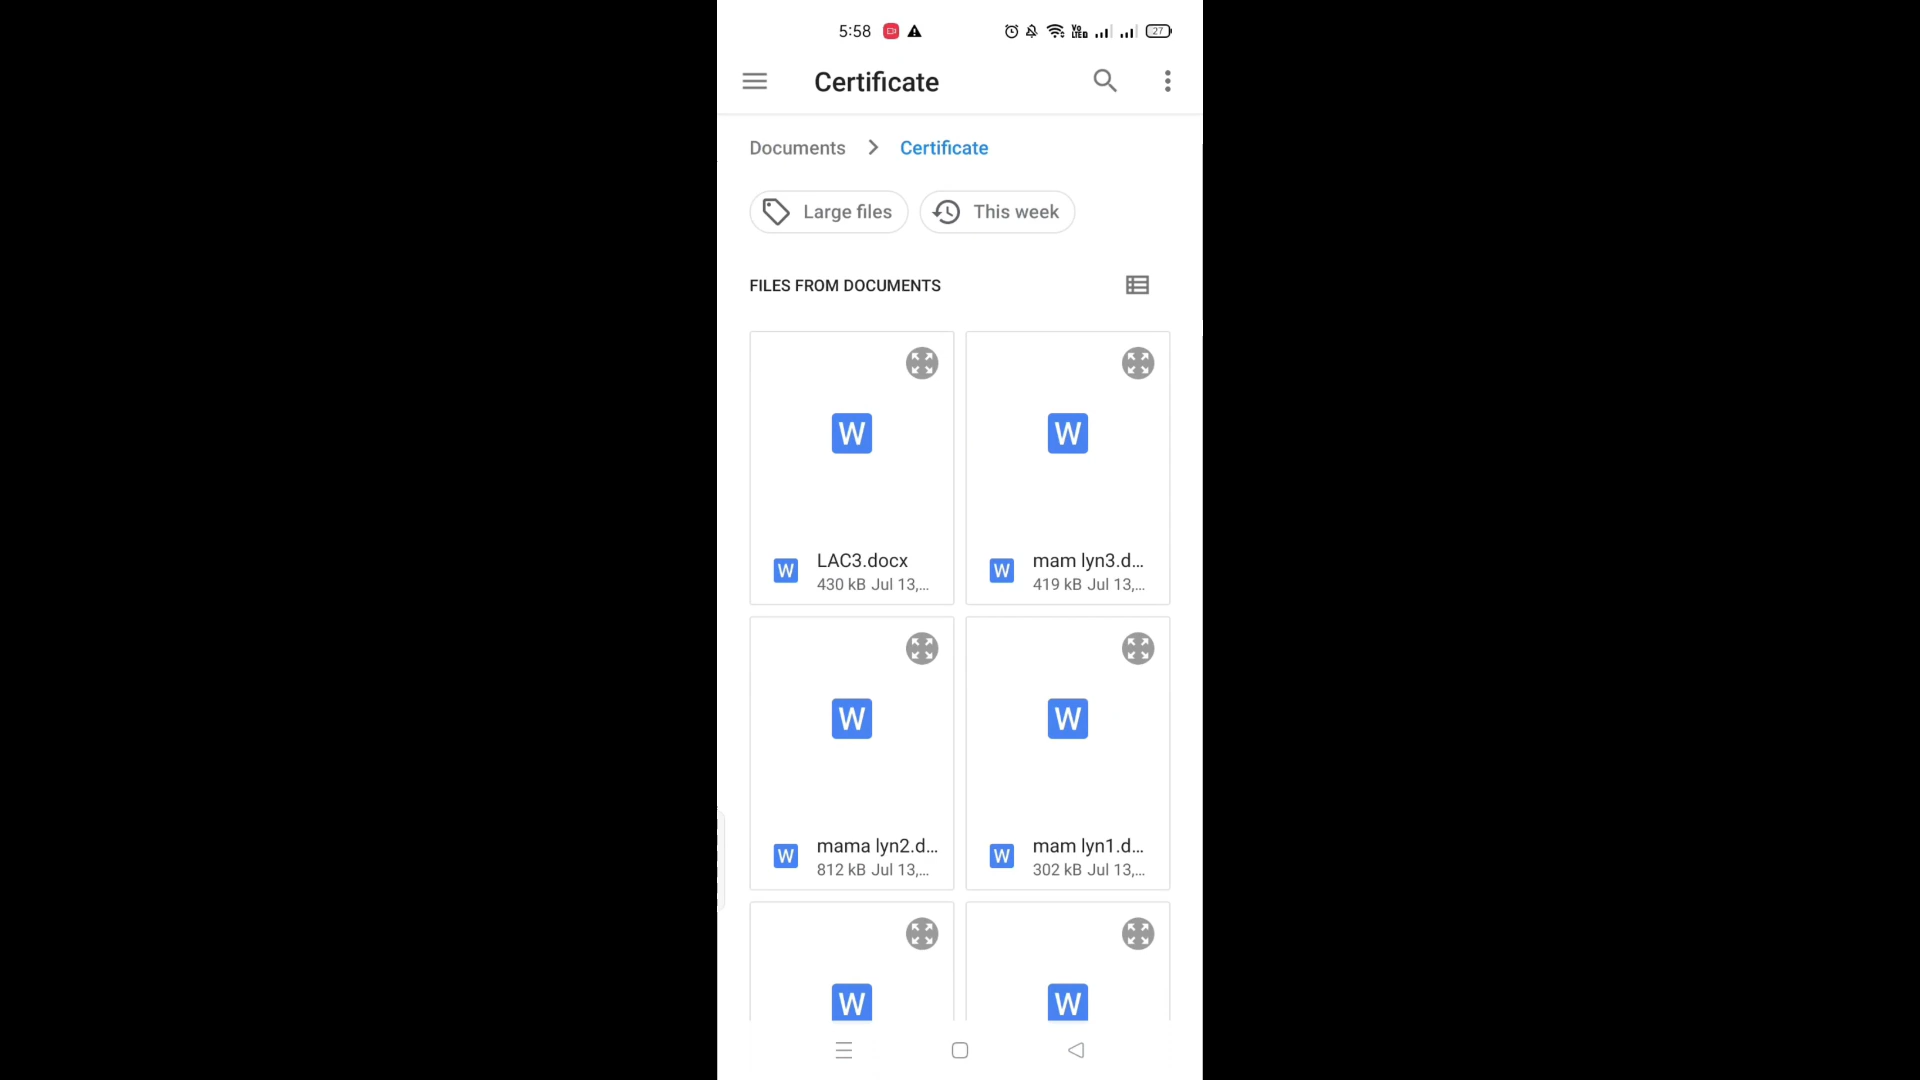 5:58
27
Certificate
Documents > Certificate
Large files
This week
FILES FROM DOCUMENTS
W
W
W LAC3.docx
430 kB Jul 13,...
W mam lyn3.d...
419 kB Jul 13,...
W
W
W mama lyn2.d...
812 kB Jul 13,...
W mam lyn1.d...
302 kB Jul 13,...
W
W